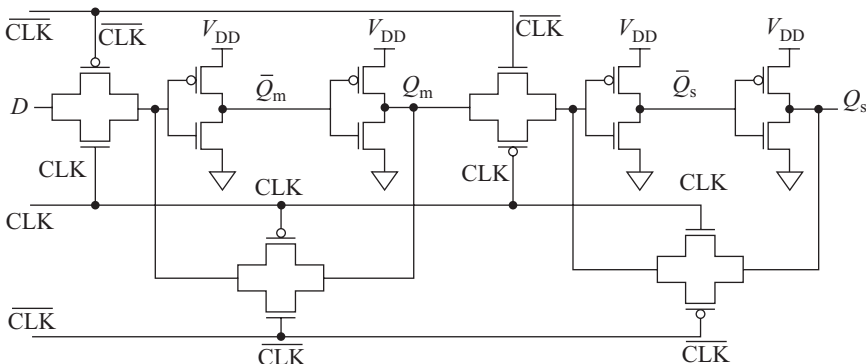 CLK̅ CLK̅ V_DD V_DD CLK̅ V_DD V_DD
D Q̅_m Q_m Q̅_s Q_s
CLK CLK CLK CLK
CLK
CLK̅
CLK̅ CLK̅